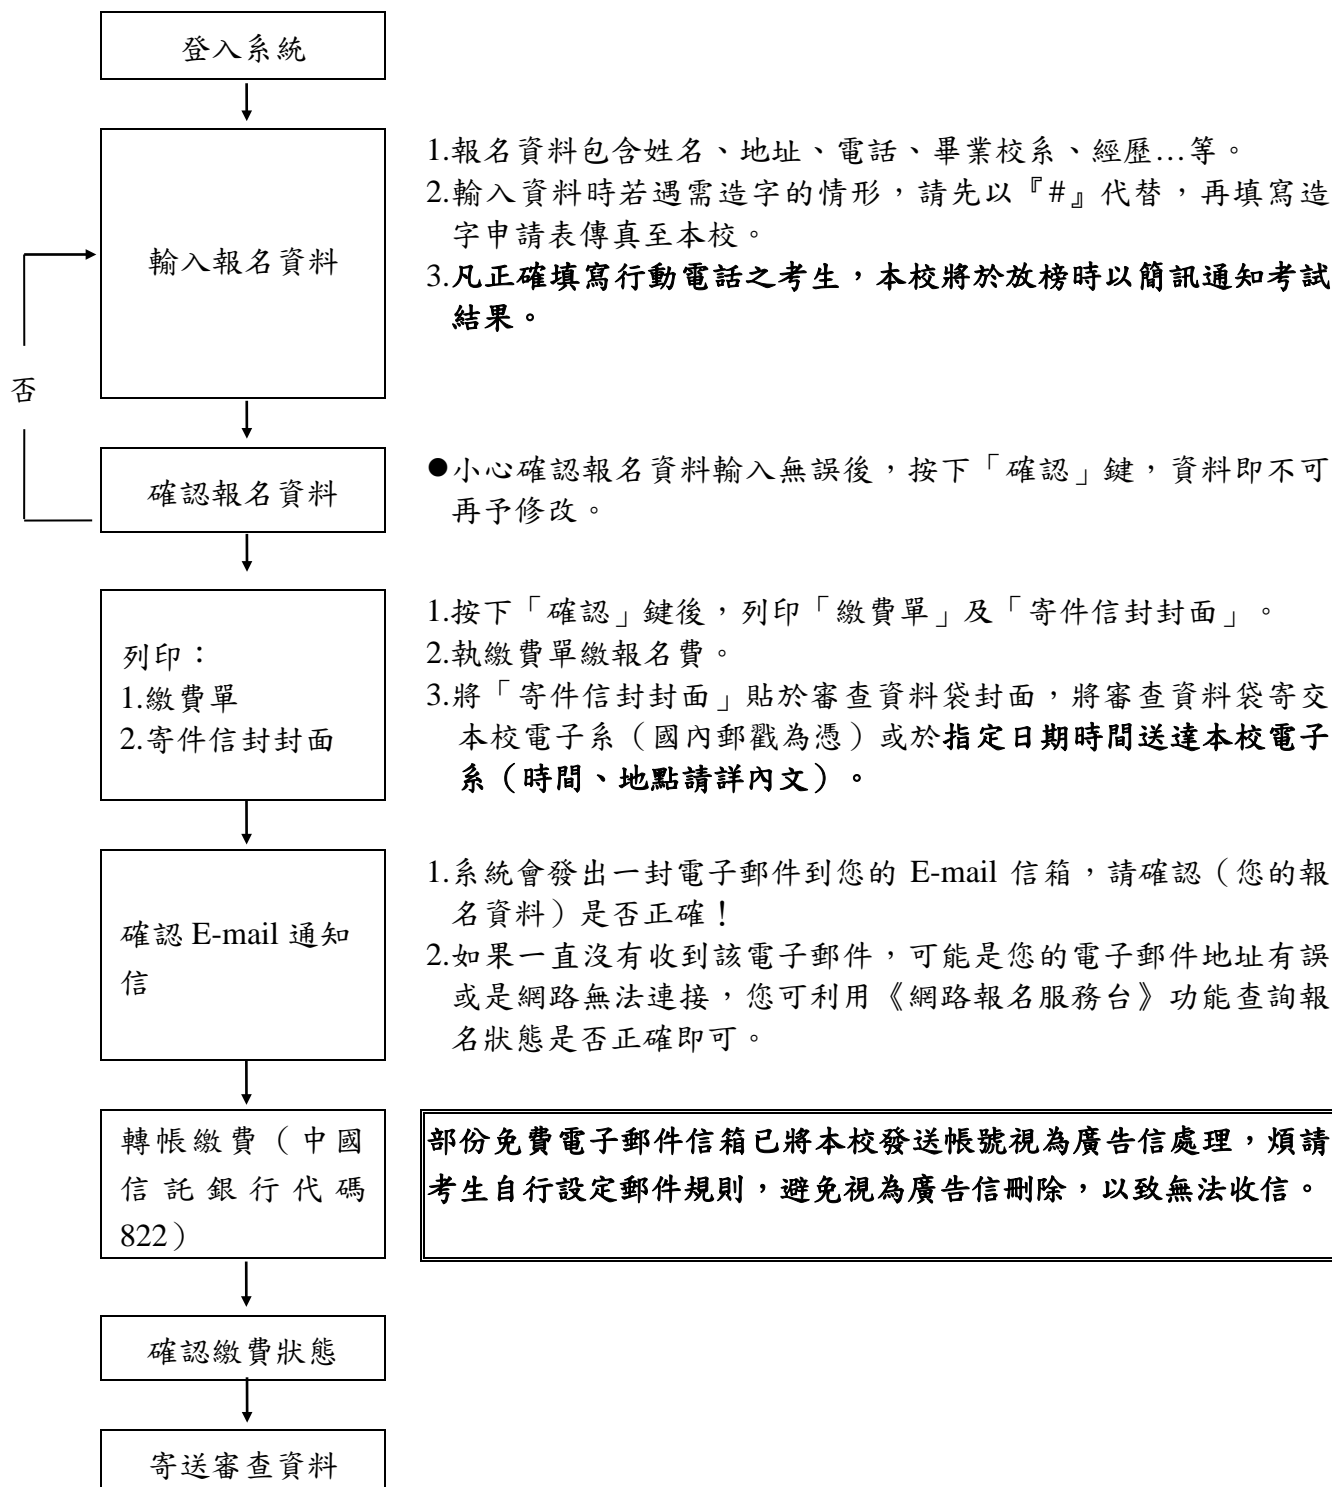 登入系統
輸入報名資料
1.報名資料包含姓名、地址、電話、畢業校系、經歷…等。
2.輸入資料時若遇需造字的情形，請先以『#』代替，再填寫造
字申請表傳真至本校。
3.凡正確填寫行動電話之考生，本校將於放榜時以簡訊通知考試
結果。
否
確認報名資料
●小心確認報名資料輸入無誤後，按下「確認」鍵，資料即不可
再予修改。
列印：
1.繳費單
2.寄件信封封面
1.按下「確認」鍵後，列印「繳費單」及「寄件信封封面」。
2.執繳費單繳報名費。
3.將「寄件信封封面」貼於審查資料袋封面，將審查資料袋寄交
本校電子系（國內郵戳為憑）或於指定日期時間送達本校電子
系（時間、地點請詳內文）。
確認 E-mail 通知
信
1.系統會發出一封電子郵件到您的 E-mail 信箱，請確認（您的報
名資料）是否正確！
2.如果一直沒有收到該電子郵件，可能是您的電子郵件地址有誤
或是網路無法連接，您可利用《網路報名服務台》功能查詢報
名狀態是否正確即可。
轉帳繳費（中國
信託銀行代碼
822）
部份免費電子郵件信箱已將本校發送帳號視為廣告信處理，煩請
考生自行設定郵件規則，避免視為廣告信刪除，以致無法收信。
確認繳費狀態
寄送審查資料